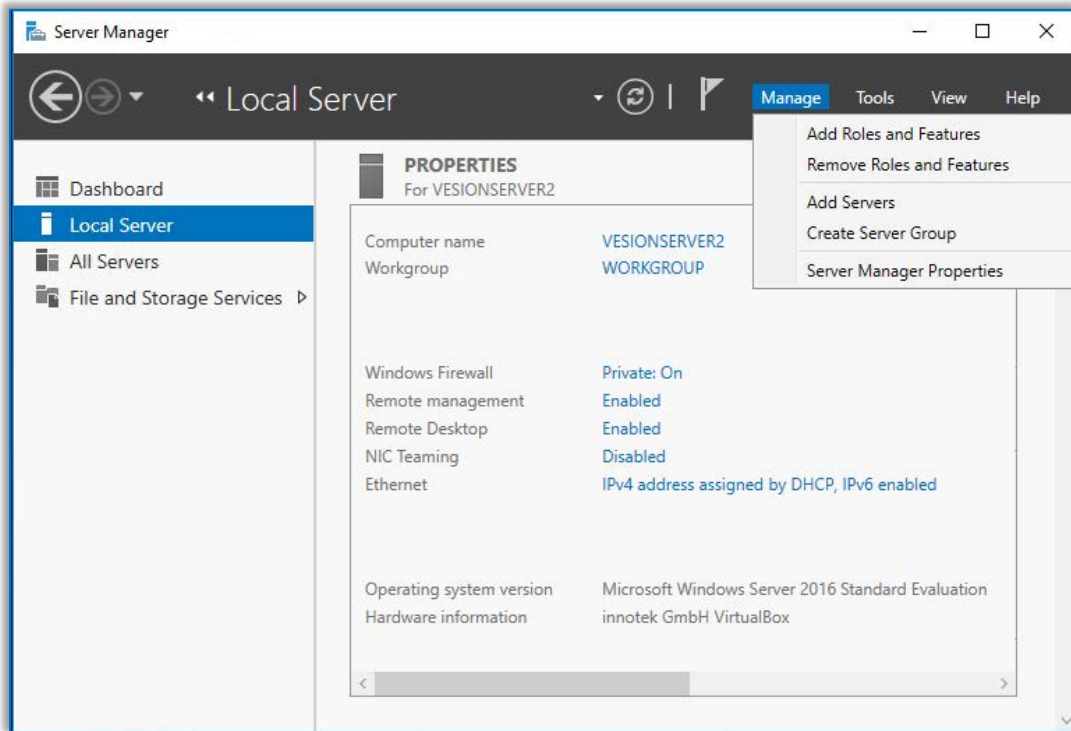 Server Manager
Local Server
Manage Tools View Help
Add Roles and Features
Remove Roles and Features
Add Servers
Create Server Group
Server Manager Properties
Dashboard
Local Server
All Servers
File and Storage Services
PROPERTIES
For VESIONSERVER2
Computer name VESIONSERVER2
Workgroup WORKGROUP
Windows Firewall Private: On
Remote management Enabled
Remote Desktop Enabled
NIC Teaming Disabled
Ethernet IPv4 address assigned by DHCP, IPv6 enabled
Operating system version Microsoft Windows Server 2016 Standard Evaluation
Hardware information innotek GmbH VirtualBox